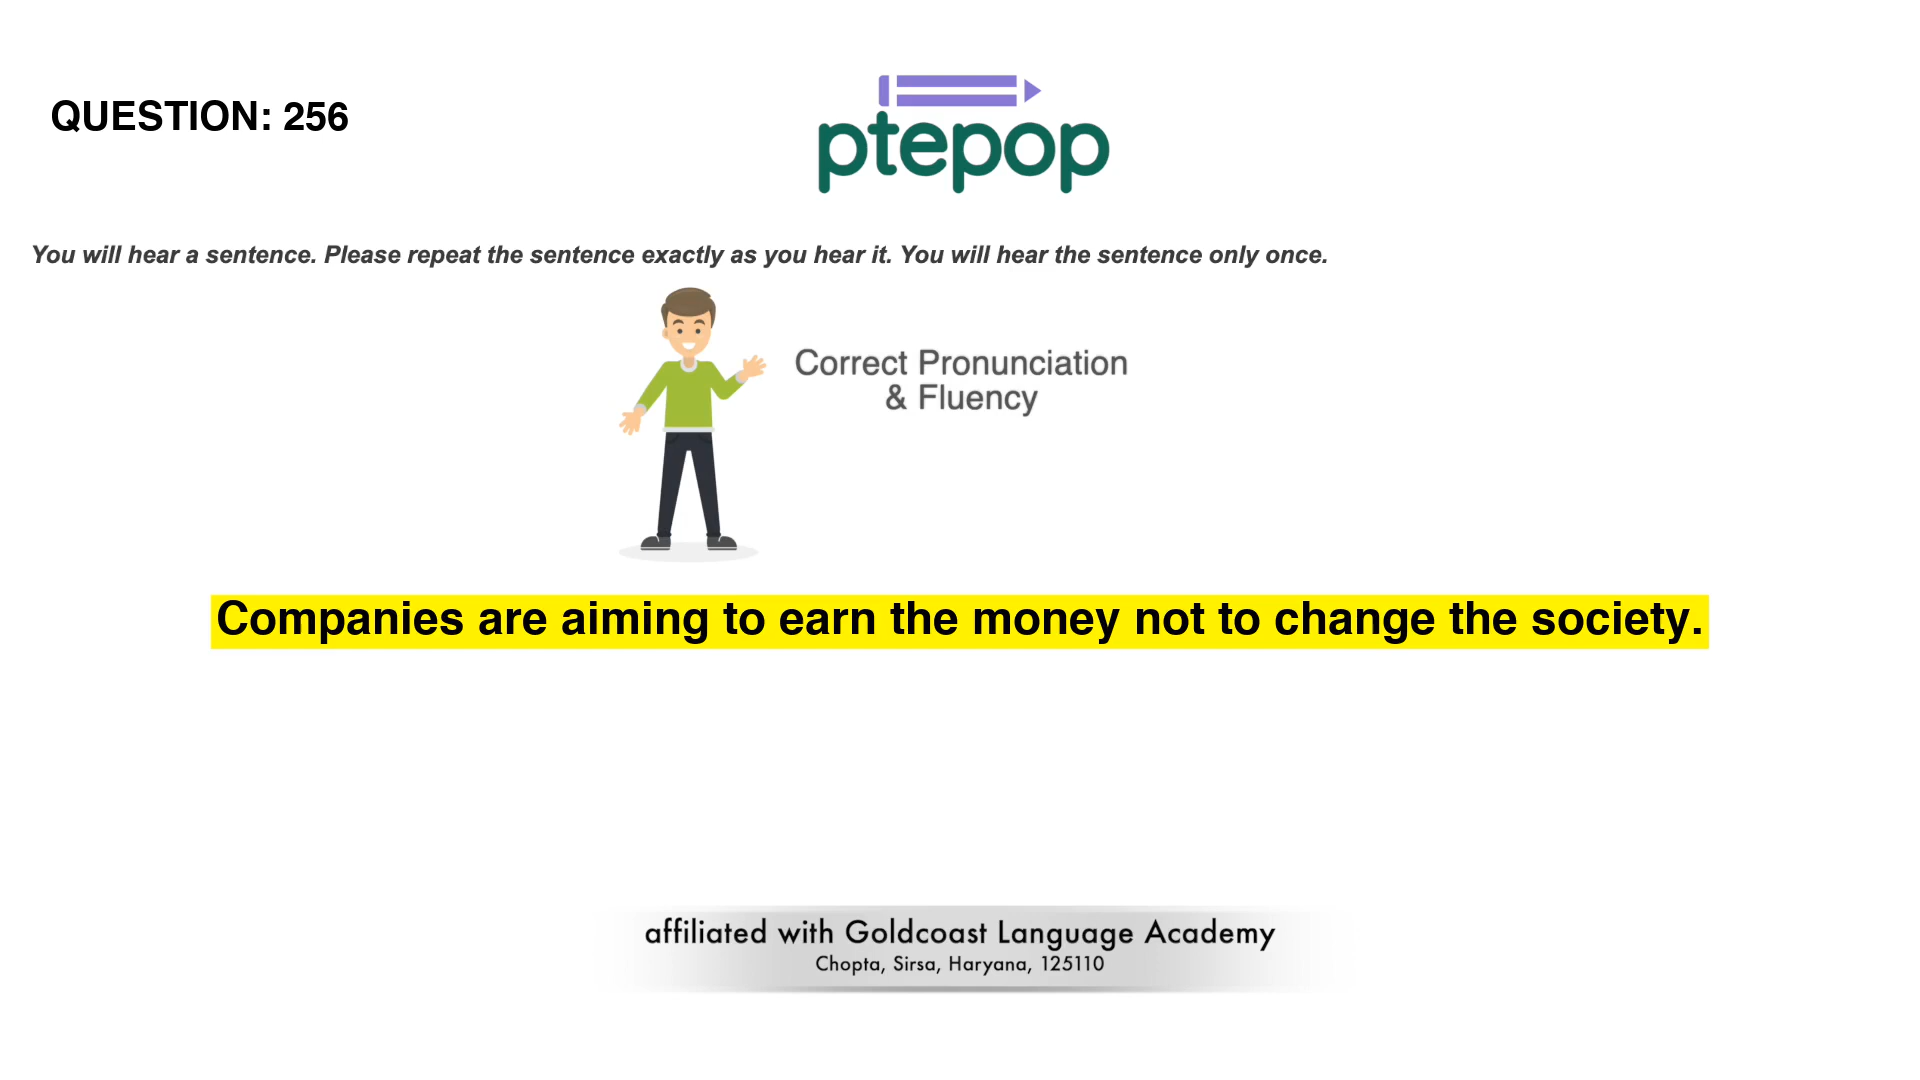 QUESTION: 256
ptepop
You will hear a sentence. Please repeat the sentence exactly as you hear it. You will hear the sentence only once.
Correct Pronunciation
& Fluency
Companies are aiming to earn the money not to change the society.
affiliated with Goldcoast Language Academy
Chopta, Sirsa, Haryana, 125110